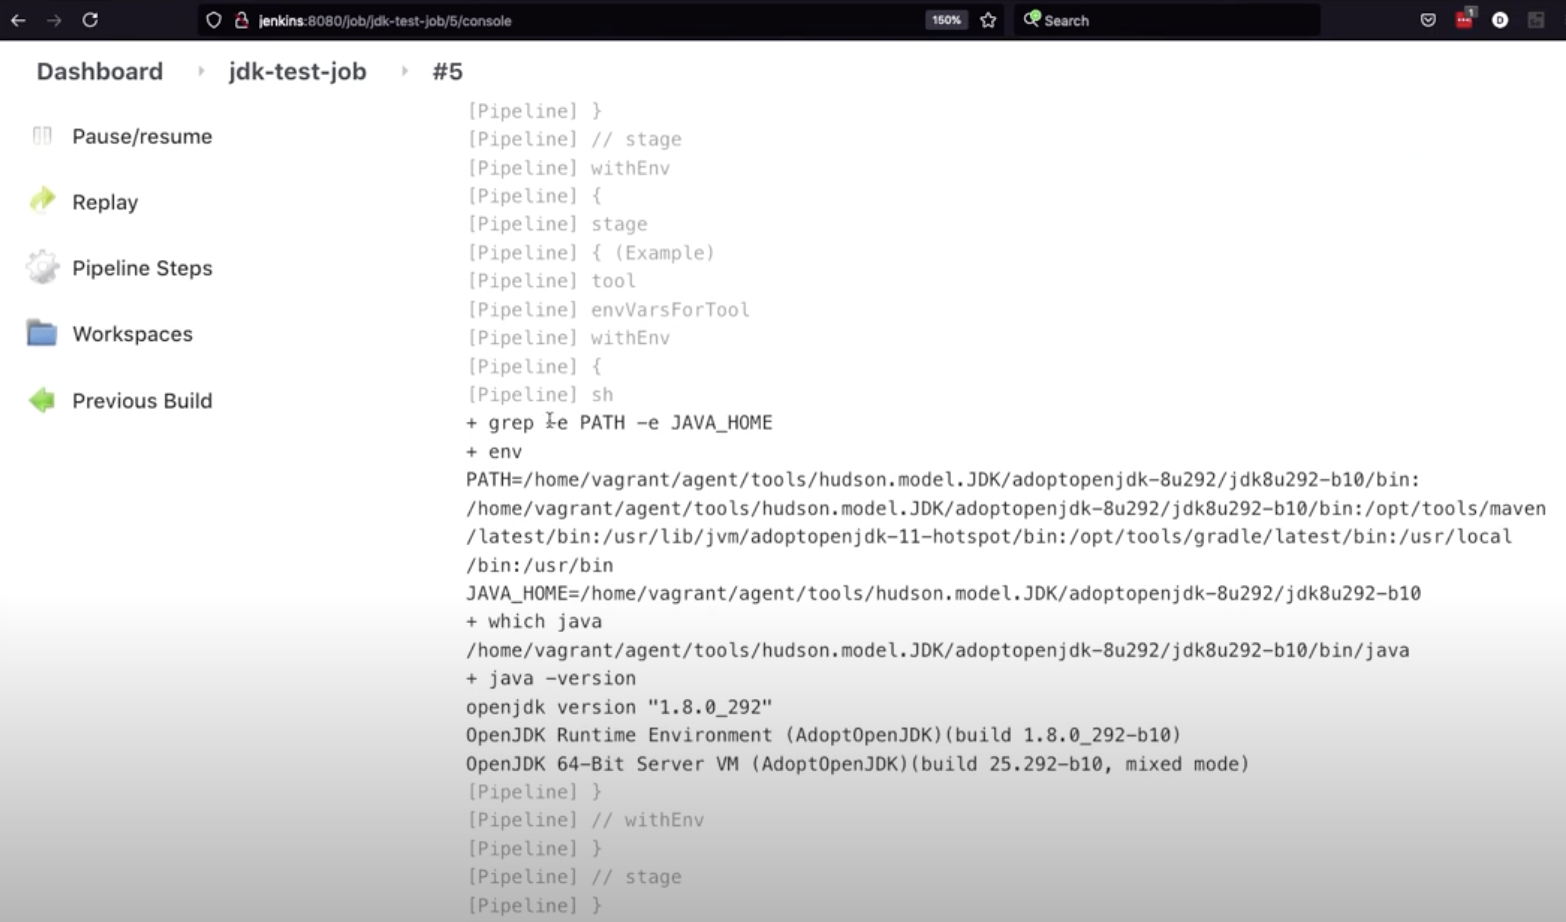 jenkins:8080/job/jdk-test-job/5/console
150%
Search
1
D
Dashboard
jdk-test-job
#5
Pause/resume
Replay
Pipeline Steps
Workspaces
Previous Build
[Pipeline] }
[Pipeline] // stage
[Pipeline] withEnv
[Pipeline] {
[Pipeline] stage
[Pipeline] { (Example)
[Pipeline] tool
[Pipeline] envVarsForTool
[Pipeline] withEnv
[Pipeline] {
[Pipeline] sh
+ grep -e PATH -e JAVA_HOME
+ env
PATH=/home/vagrant/agent/tools/hudson.model.JDK/adoptopenjdk-8u292/jdk8u292-b10/bin:
/home/vagrant/agent/tools/hudson.model.JDK/adoptopenjdk-8u292/jdk8u292-b10/bin:/opt/tools/maven
/latest/bin:/usr/lib/jvm/adoptopenjdk-11-hotspot/bin:/opt/tools/gradle/latest/bin:/usr/local
/bin:/usr/bin
JAVA_HOME=/home/vagrant/agent/tools/hudson.model.JDK/adoptopenjdk-8u292/jdk8u292-b10
+ which java
/home/vagrant/agent/tools/hudson.model.JDK/adoptopenjdk-8u292/jdk8u292-b10/bin/java
+ java -version
openjdk version "1.8.0_292"
OpenJDK Runtime Environment (AdoptOpenJDK)(build 1.8.0_292-b10)
OpenJDK 64-Bit Server VM (AdoptOpenJDK)(build 25.292-b10, mixed mode)
[Pipeline] }
[Pipeline] // withEnv
[Pipeline] }
[Pipeline] // stage
[Pipeline] }